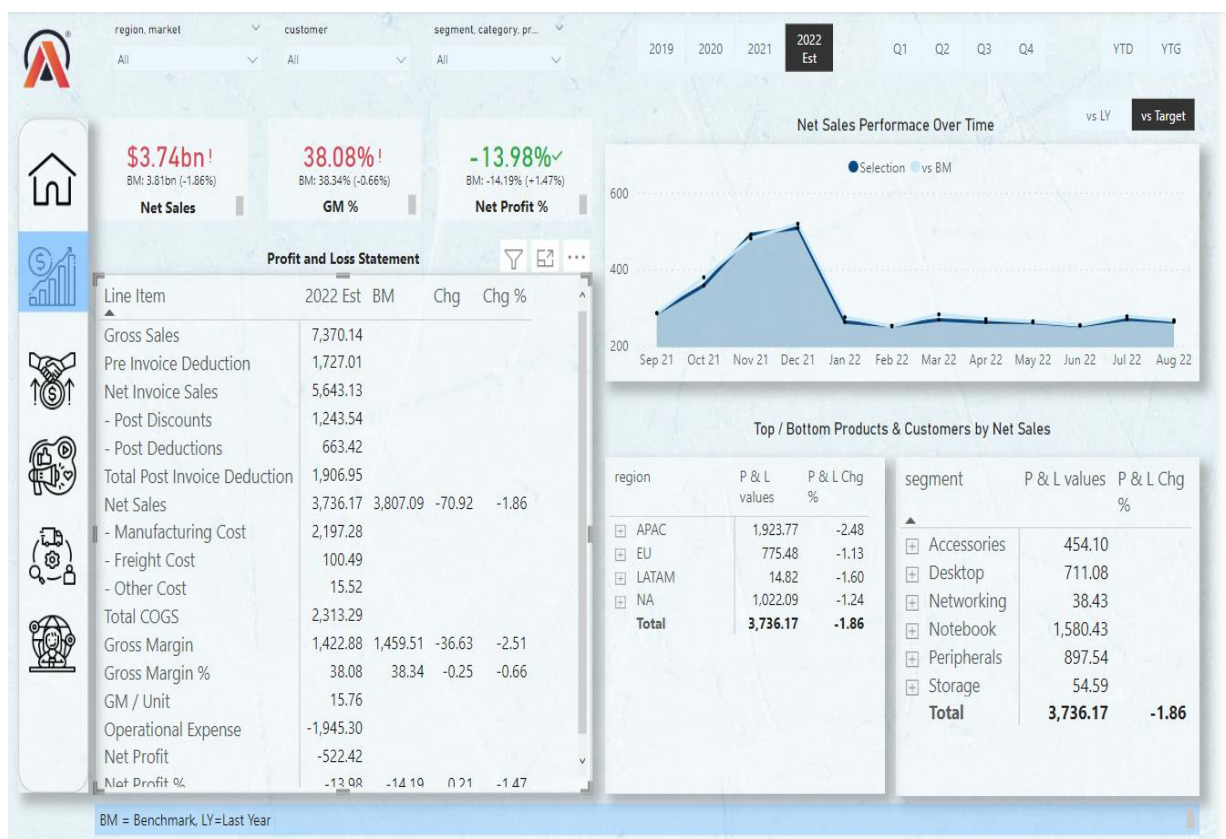 region, market
customer
segment, category, pr...
All
All
All
2019 2020 2021 2022 Est Q1 Q2 Q3 Q4 YTD YTG
vs LY vs Target
$3.74bn!
BM: 3.81bn (-1.86%)
Net Sales
38.08%!
BM: 38.34% (-0.66%)
GM %
-13.98%
BM: -14.19% (+1.47%)
Net Profit %
Net Sales Performace Over Time
Selection vs BM
600
400
200
Sep 21 Oct 21 Nov 21 Dec 21 Jan 22 Feb 22 Mar 22 Apr 22 May 22 Jun 22 Jul 22 Aug 22
Profit and Loss Statement
Line Item 2022 Est BM Chg Chg %
Gross Sales 7,370.14
Pre Invoice Deduction 1,727.01
Net Invoice Sales 5,643.13
- Post Discounts 1,243.54
- Post Deductions 663.42
Total Post Invoice Deduction 1,906.95
Net Sales 3,736.17 3,807.09 -70.92 -1.86
- Manufacturing Cost 2,197.28
- Freight Cost 100.49
- Other Cost 15.52
Total COGS 2,313.29
Gross Margin 1,422.88 1,459.51 -36.63 -2.51
Gross Margin % 38.08 38.34 -0.25 -0.66
GM / Unit 15.76
Operational Expense -1,945.30
Net Profit -522.42
Net Profit % -13.98 -14.19 0.21 -1.47
Top / Bottom Products & Customers by Net Sales
region P & L values P & L Chg %
APAC 1,923.77 -2.48
EU 775.48 -1.13
LATAM 14.82 -1.60
NA 1,022.09 -1.24
Total 3,736.17 -1.86
segment P & L values P & L Chg %
Accessories 454.10
Desktop 711.08
Networking 38.43
Notebook 1,580.43
Peripherals 897.54
Storage 54.59
Total 3,736.17 -1.86
BM = Benchmark, LY=Last Year